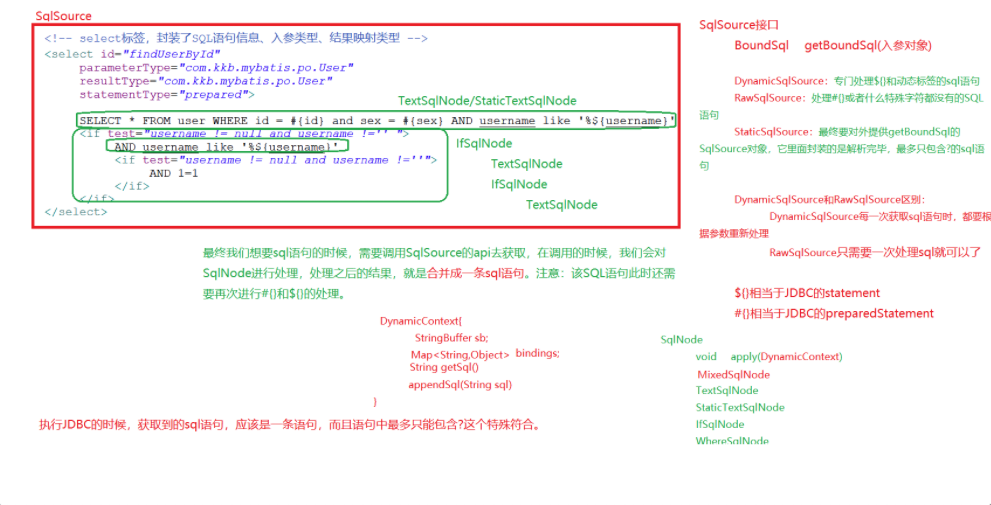 SqlSource
<!-- select标签，封装了SQL语句信息、入参类型、结果映射类型 -->
<select id="findUserById"
parameterType="com.kkb.mybatis.po.User"
resultType="com.kkb.mybatis.po.User"
statementType="prepared">
TextSqlNode/StaticTextSqlNode
SELECT * FROM user WHERE id = #{id} and sex = #{sex} AND username like '%${username}'
<if test="username != null and username !='' ">
AND username like '%${username}'
IfSqlNode
<if test="username != null and username !=''">
TextSqlNode
AND 1=1
IfSqlNode
</if>
TextSqlNode
</if>
</select>
最终我们想要sql语句的时候，需要调用SqlSource的api去获取，在调用的时候，我们会对
SqlNode进行处理，处理之后的结果，就是合并成一条sql语句。注意：该SQL语句此时还需
要再次进行#{}和${}的处理。
DynamicContext{
StringBuffer sb;
Map<String,Object> bindings;
String getSql()
appendSql(String sql)
}
执行JDBC的时候，获取到的sql语句，应该是一条语句，而且语句中最多只能包含?这个特殊符合。
SqlSource接口
BoundSql getBoundSql(入参对象)
DynamicSqlSource：专门处理${}和动态标签的sql语句
RawSqlSource：处理#{}或者什么特殊字符都没有的SQL
语句
StaticSqlSource：最终要对外提供getBoundSql的
SqlSource对象，它里面封装的是解析完毕，最多只包含?的sql语
句
DynamicSqlSource和RawSqlSource区别：
DynamicSqlSource每一次获取sql语句时，都要根
据参数重新处理
RawSqlSource只需要一次处理sql就可以了
${}相当于JDBC的statement
#{}相当于JDBC的preparedStatement
SqlNode
void apply(DynamicContext)
MixedSqlNode
TextSqlNode
StaticTextSqlNode
IfSqlNode
WhereSqlNode